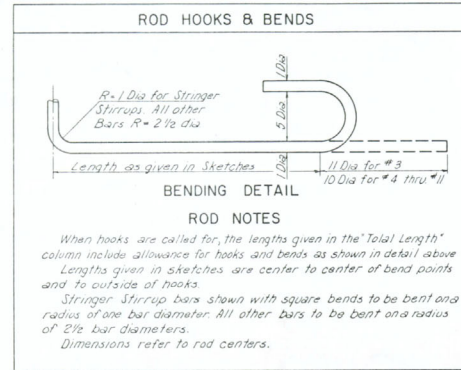 ROD HOOKS & BENDS
R=1 Dia for Stringer
Stirrups. All other
Bars R=2½ dia
1 Dia
5 Dia
1 Dia
Length as given in Sketches
11 Dia for #3
10 Dia for #4 thru. #11
BENDING DETAIL
ROD NOTES
When hooks are called for, the lengths given in the "Total Length"
column include allowance for hooks and bends as shown in detail above
Lengths given in sketches are center to center of bend points
and to outside of hooks.
Stringer Stirrup bars shown with square bends to be bent on a
radius of one bar diameter. All other bars to be bent on a radius
of 2½ bar diameters.
Dimensions refer to rod centers.